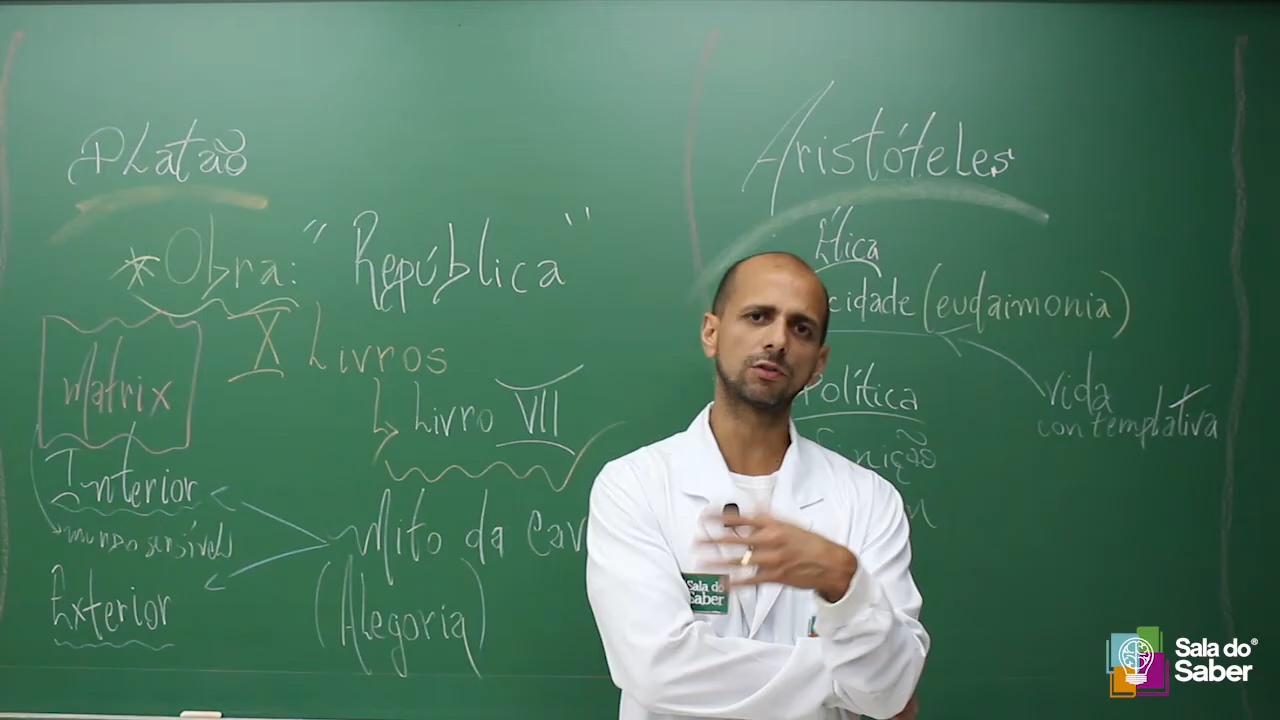 Platão
*Obra: "República"
Matrix
X Livros
Livro VII
Interior
mundo sensível
Mito da Cav
(Alegoria)
Exterior
Aristóteles
Ética
cidade (eudaimonia)
vida
contemplativa
Política
finição
m
Sala do
Saber
Sala do®
Saber